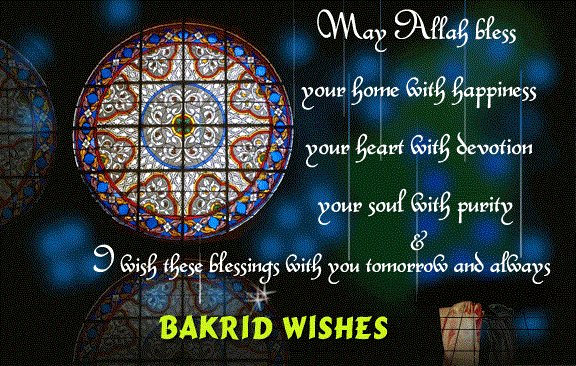 May Allah bless
your home with happiness
your heart with devotion
your soul with purity
&
I wish these blessings with you tomorrow and always
BAKRID WISHES